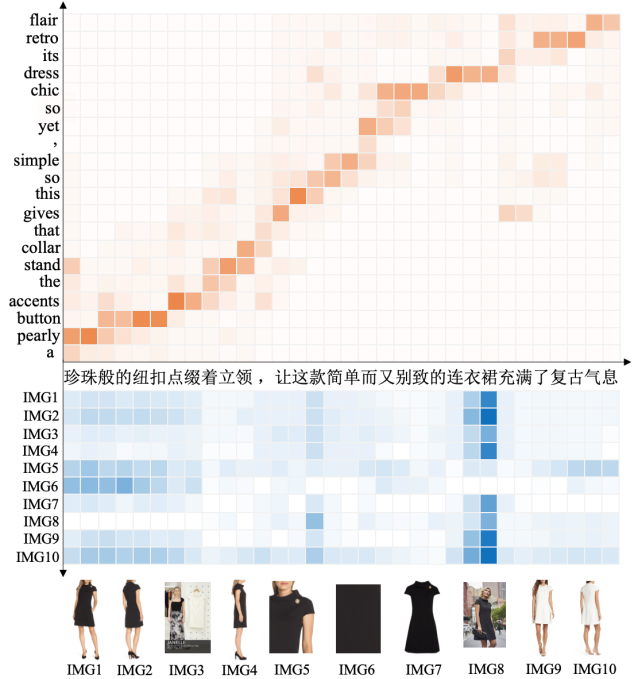 flair
retro
its
dress
chic
so
yet
,
simple
so
this
gives
that
collar
stand
the
accents
button
pearly
a
珍珠般的纽扣点缀着立领，让这款简单而又别致的连衣裙充满了复古气息
IMG1
IMG2
IMG3
IMG4
IMG5
IMG6
IMG7
IMG8
IMG9
IMG10
JANELLE
IMG1 IMG2 IMG3 IMG4 IMG5 IMG6 IMG7 IMG8 IMG9 IMG10